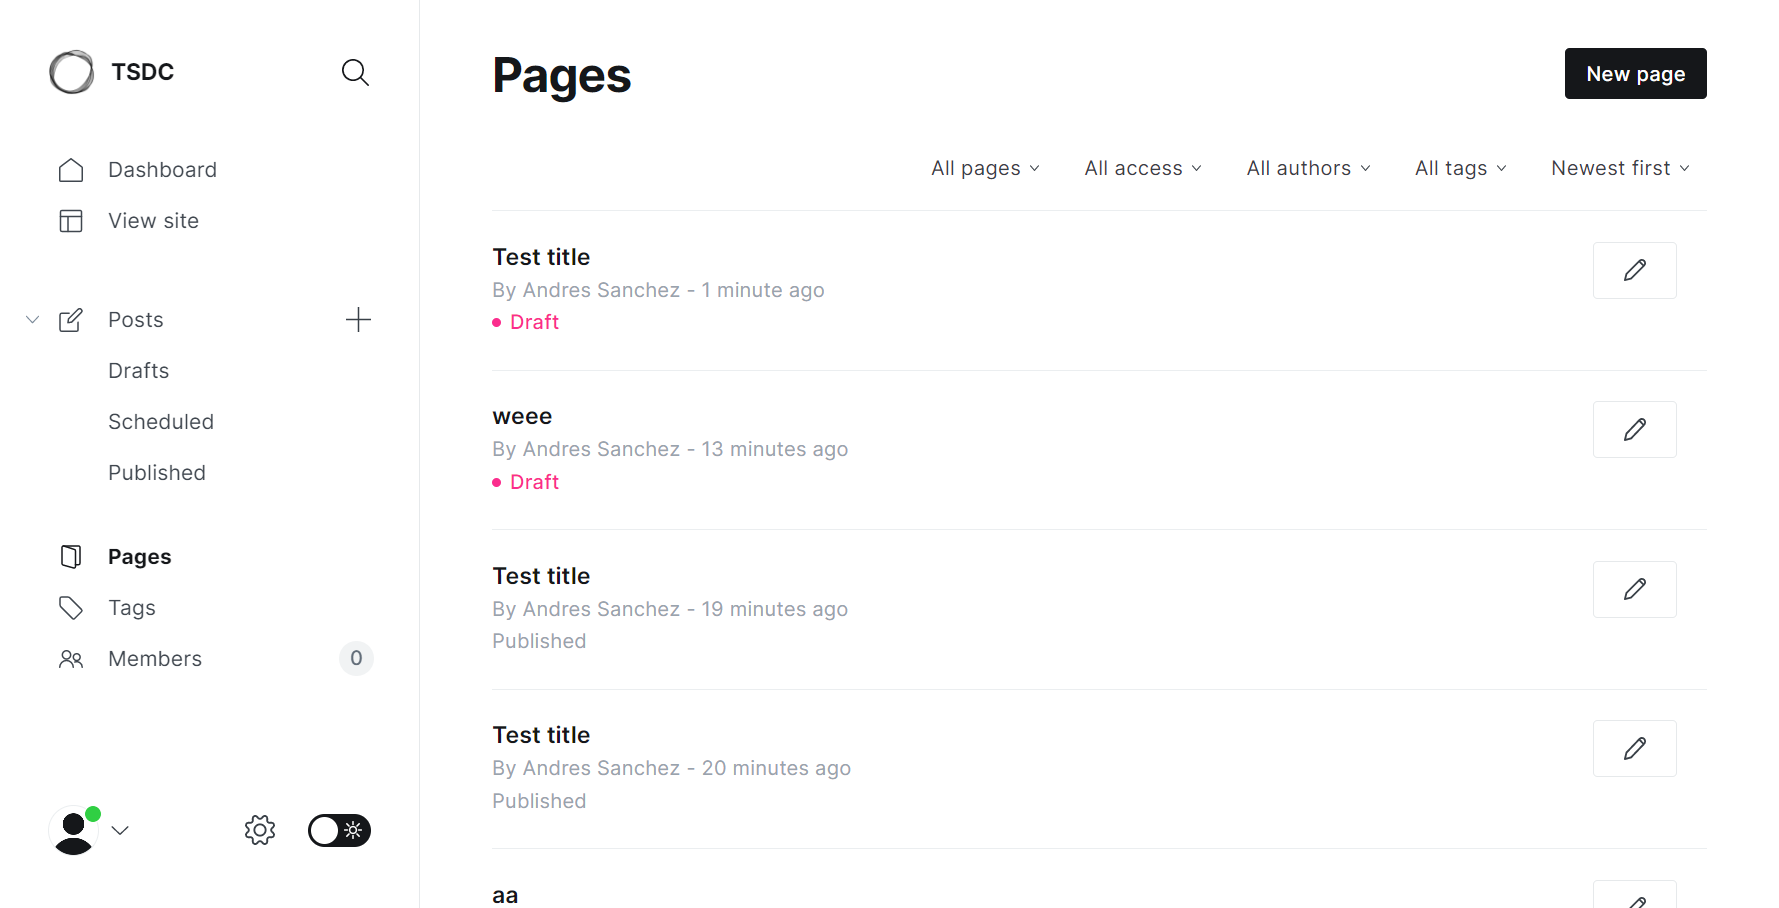 TSDC
Dashboard
View site
Posts
Drafts
Scheduled
Published
Pages
Tags
Members 0
Pages
New page
All pages All access All authors All tags Newest first
Test title
By Andres Sanchez - 1 minute ago
Draft
weee
By Andres Sanchez - 13 minutes ago
Draft
Test title
By Andres Sanchez - 19 minutes ago
Published
Test title
By Andres Sanchez - 20 minutes ago
Published
aa